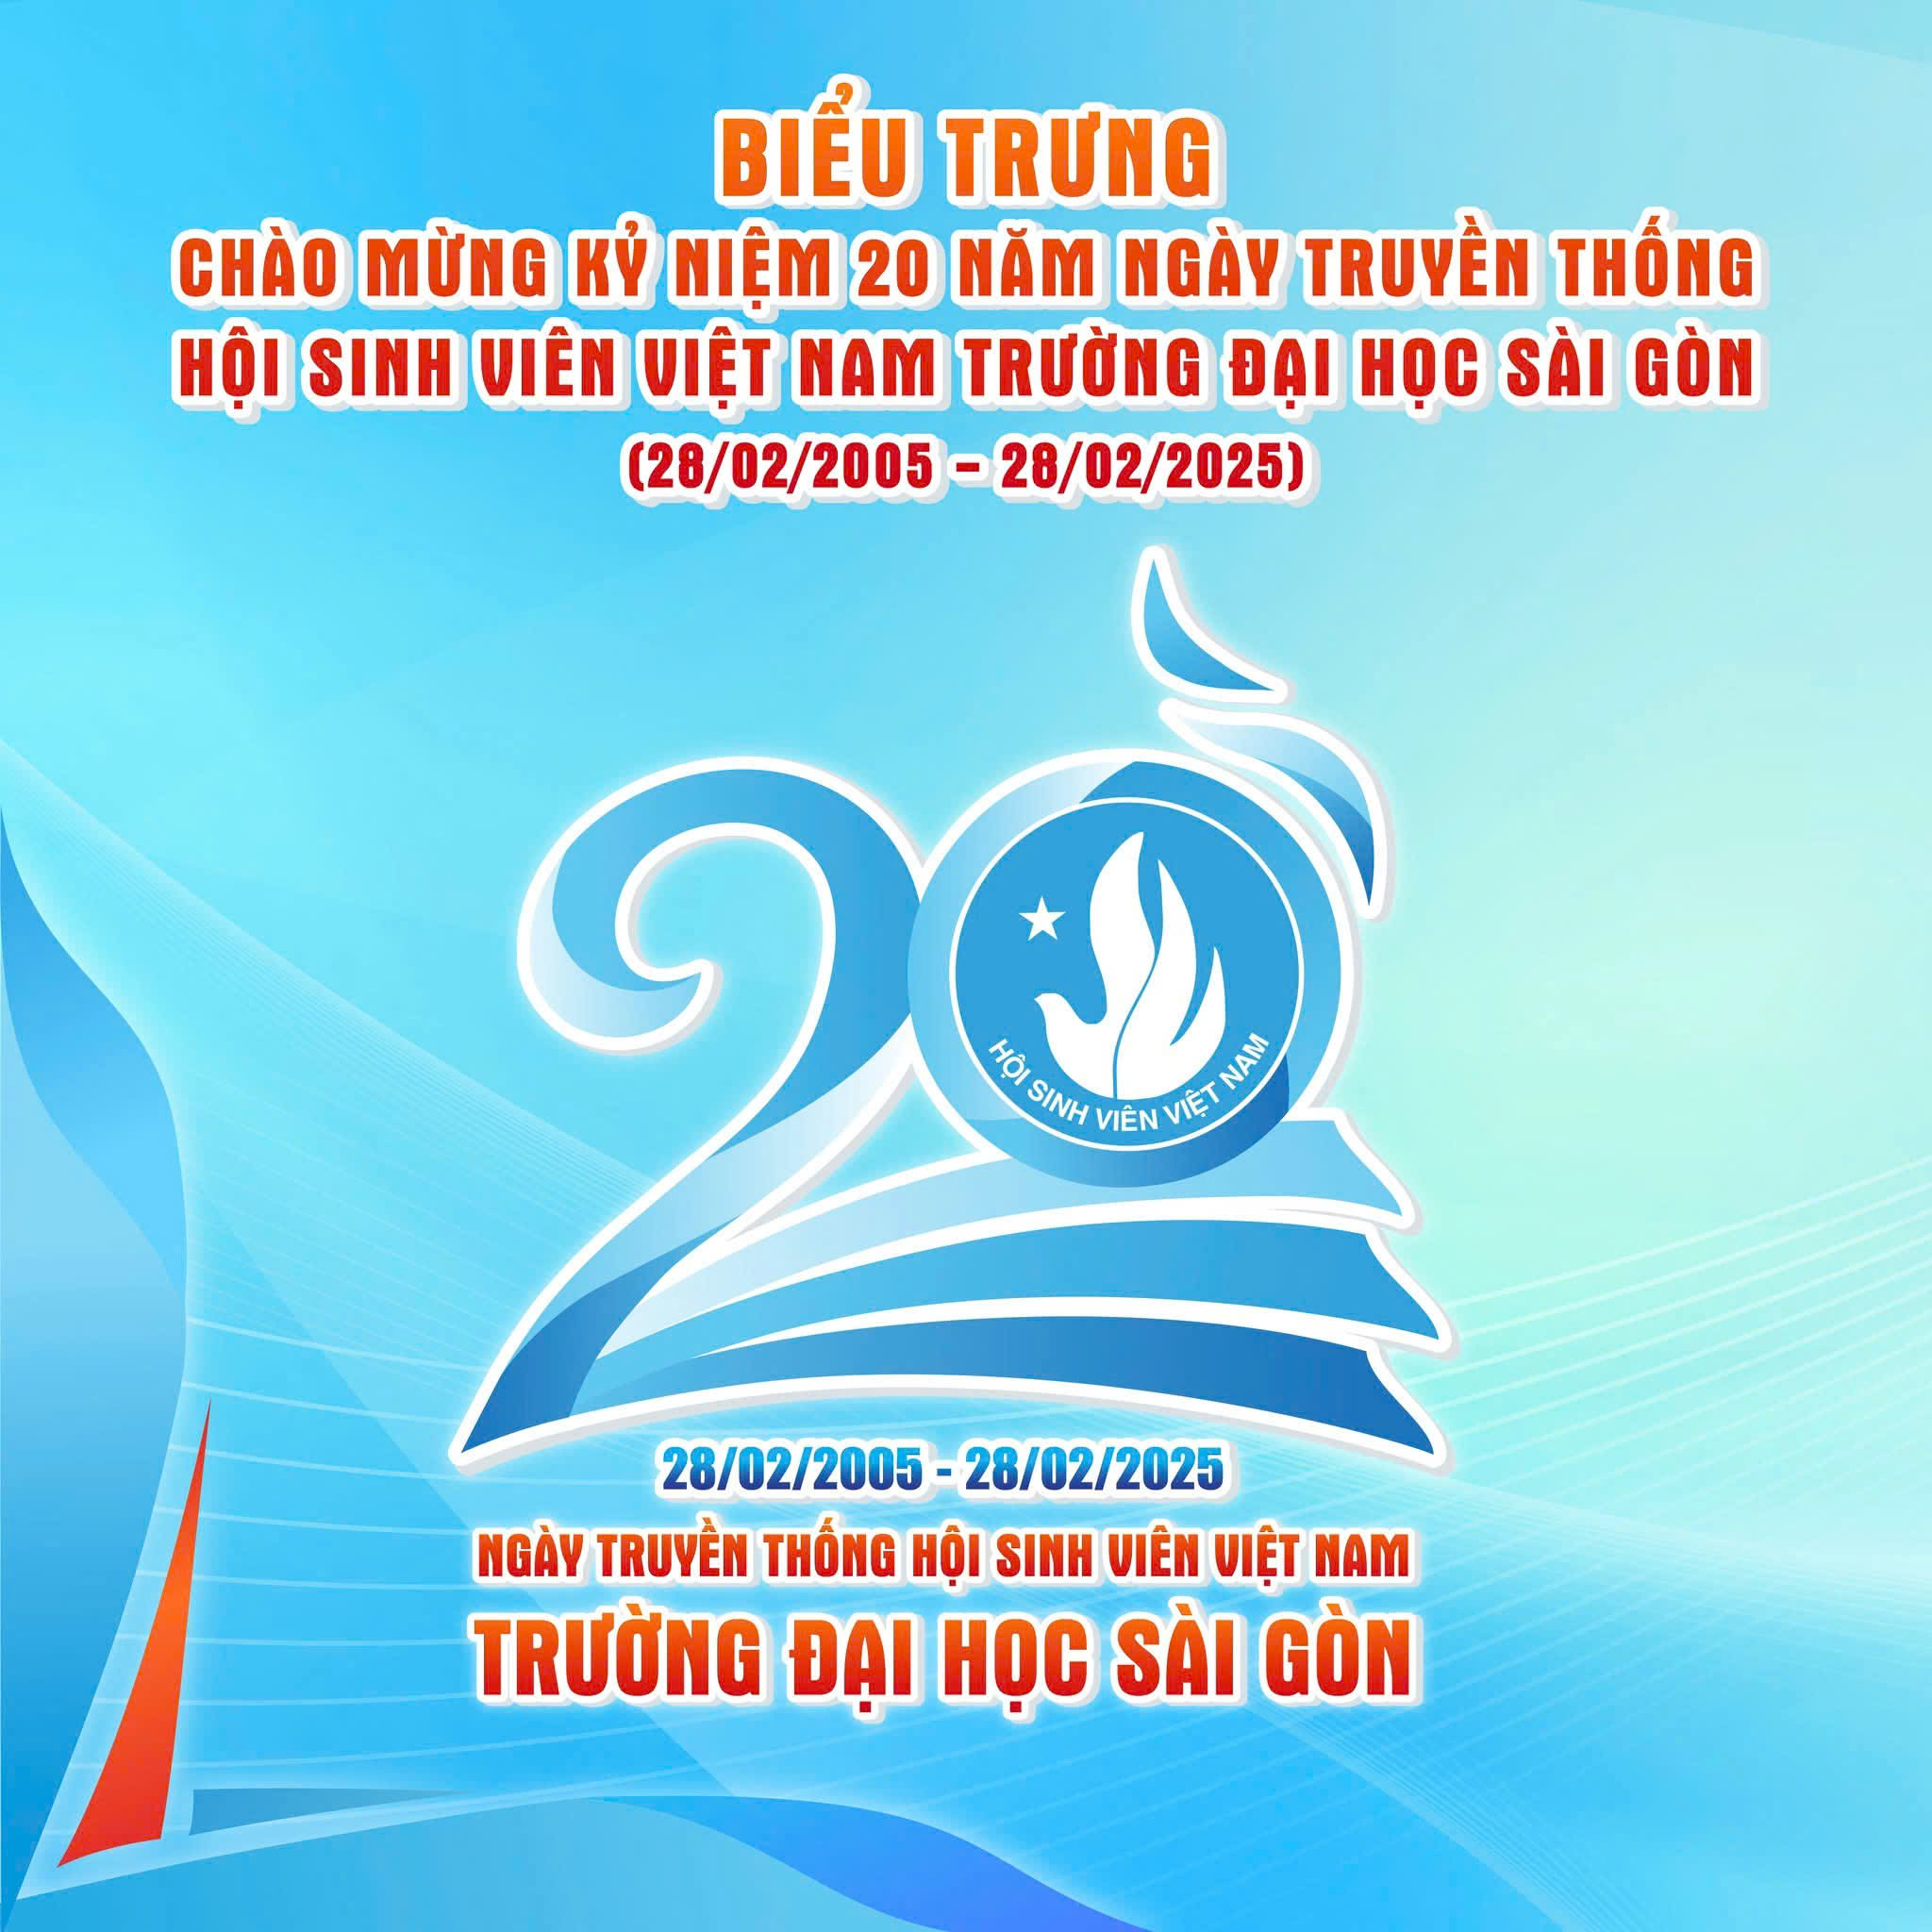 BIỂU TRƯNG
CHÀO MỪNG KỶ NIỆM 20 NĂM NGÀY TRUYỀN THỐNG
HỘI SINH VIÊN VIỆT NAM TRƯỜNG ĐẠI HỌC SÀI GÒN
(28/02/2005 – 28/02/2025)
20
HỘI SINH VIÊN VIỆT NAM
28/02/2005 - 28/02/2025
NGÀY TRUYỀN THỐNG HỘI SINH VIÊN VIỆT NAM
TRƯỜNG ĐẠI HỌC SÀI GÒN